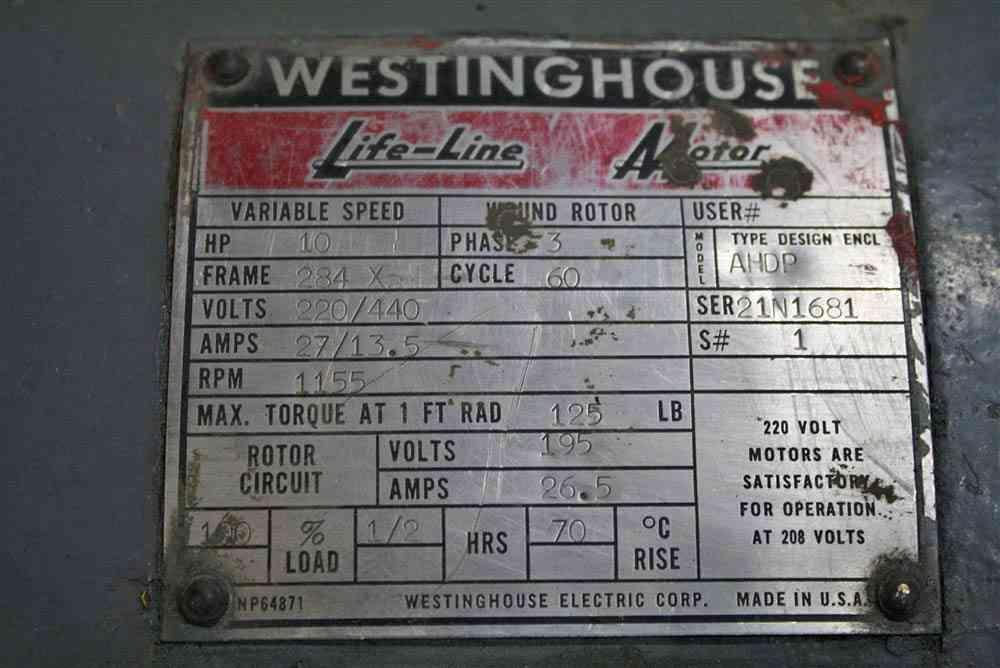 WESTINGHOUSE
Life-Line Motor
VARIABLE SPEED WOUND ROTOR USER#
HP 10 PHASE 3 MODEL TYPE DESIGN ENCL
FRAME 284 X CYCLE 60 AHDP
VOLTS 220/440 SER 21N1681
AMPS 27/13.5 S# 1
RPM 1155
MAX. TORQUE AT 1 FT RAD 125 LB
220 VOLT
MOTORS ARE
SATISFACTORY
FOR OPERATION
AT 208 VOLTS
ROTOR CIRCUIT VOLTS 195
AMPS 26.5
100 % LOAD 1/2 HRS 70 °C RISE
NP64871 WESTINGHOUSE ELECTRIC CORP. MADE IN U.S.A.